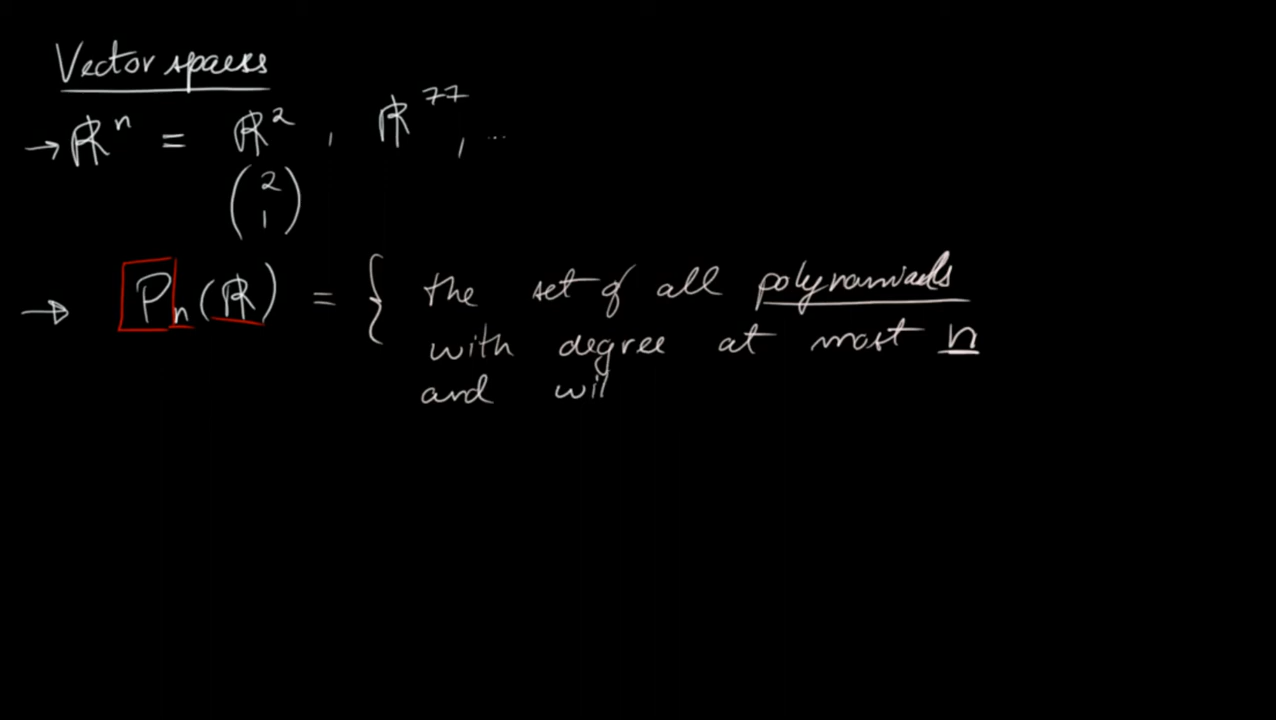 Vector spaces
→ ℝⁿ = ℝ² , ℝ⁷⁷ , ...
(2
1)
→ Pₙ(ℝ) = { the set of all polynomials
with degree at most n
and wil